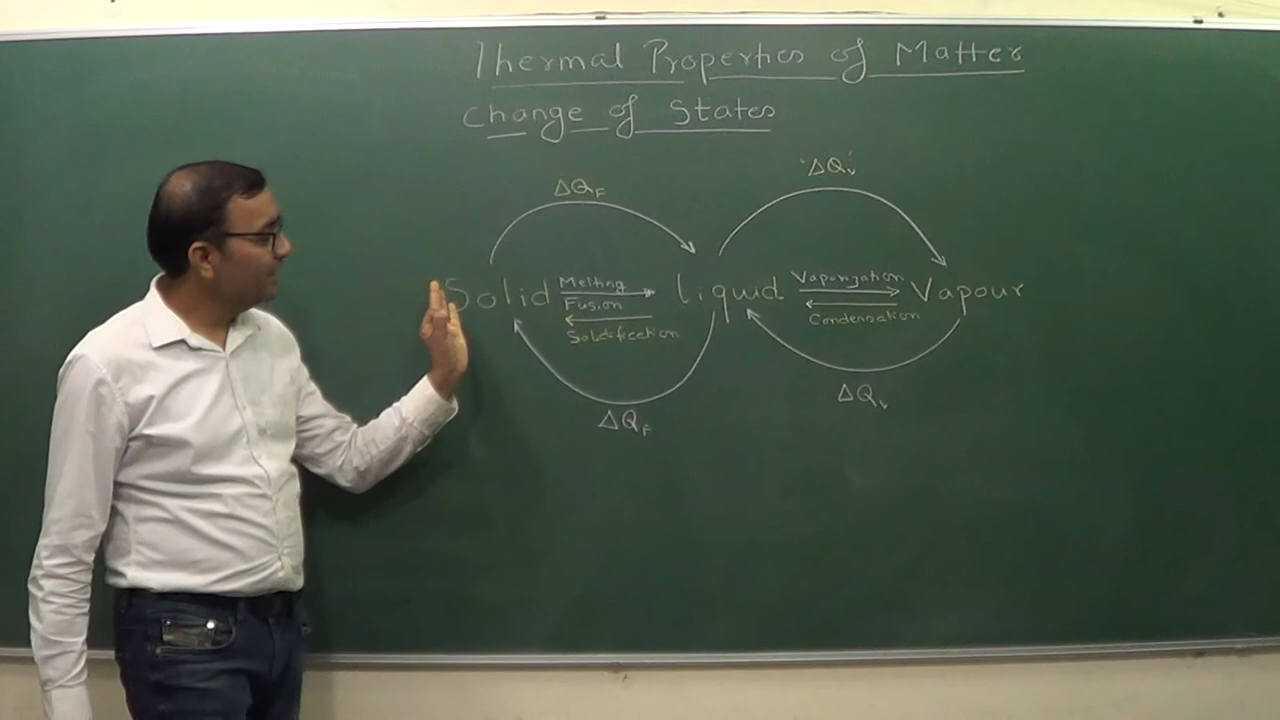 Thermal Properties of Matter
Change of States
ΔQF 'ΔQv'
Solid Melting Liquid Vaporization Vapour
Fusion
Solidification Condensation
ΔQF ΔQv